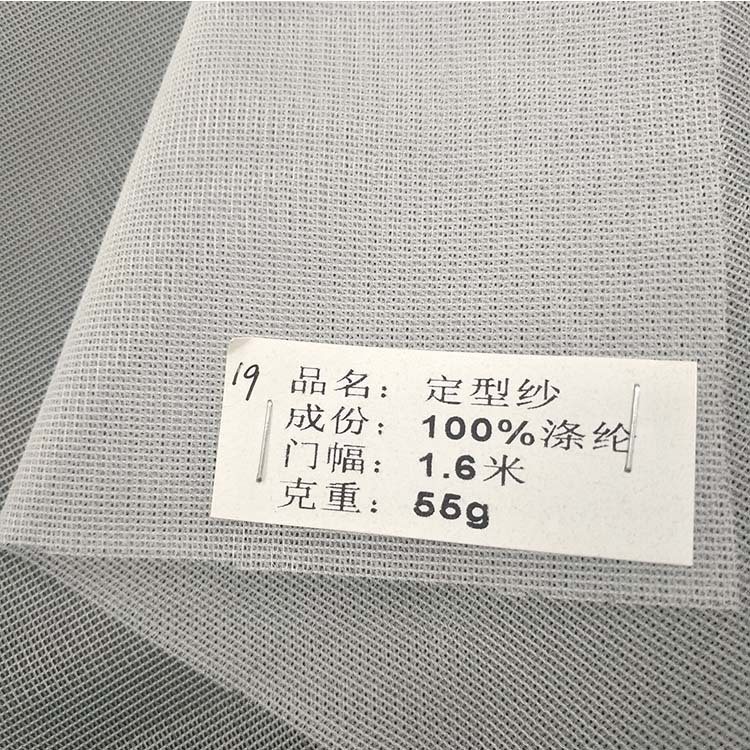 19
品名：定型纱
成份：100%涤纶
门幅：1.6米
克重：55g